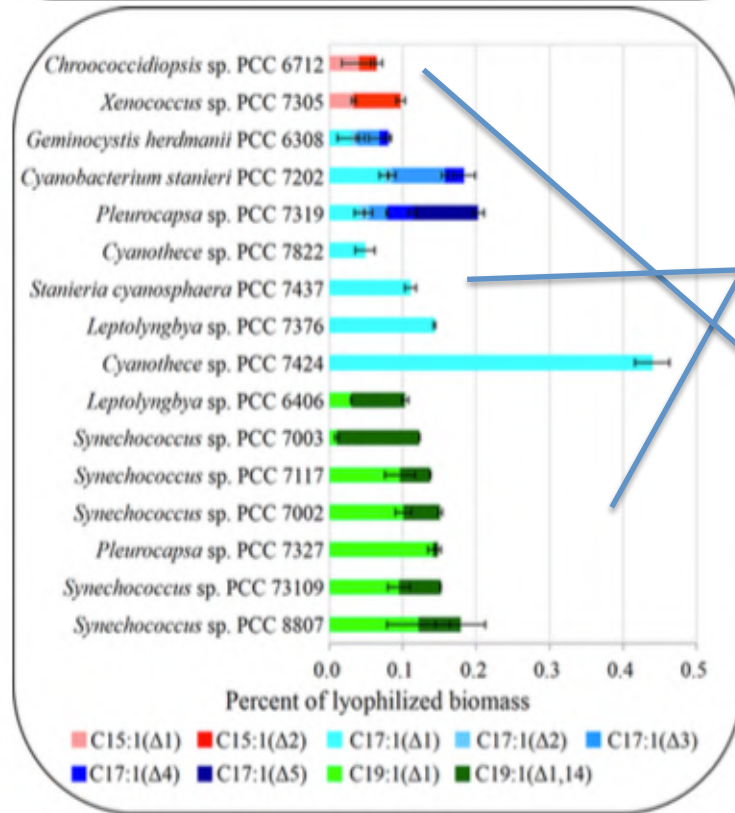 Chroococcidiopsis sp. PCC 6712
Xenococcus sp. PCC 7305
Geminocystis herdmanii PCC 6308
Cyanobacterium stanieri PCC 7202
Pleurocapsa sp. PCC 7319
Cyanothece sp. PCC 7822
Stanieria cyanosphaera PCC 7437
Leptolyngbya sp. PCC 7376
Cyanothece sp. PCC 7424
Leptolyngbya sp. PCC 6406
Synechococcus sp. PCC 7003
Synechococcus sp. PCC 7117
Synechococcus sp. PCC 7002
Pleurocapsa sp. PCC 7327
Synechococcus sp. PCC 73109
Synechococcus sp. PCC 8807
0.0 0.1 0.2 0.3 0.4 0.5
Percent of lyophilized biomass
C15:1(Δ1) C15:1(Δ2) C17:1(Δ1) C17:1(Δ2) C17:1(Δ3)
C17:1(Δ4) C17:1(Δ5) C19:1(Δ1) C19:1(Δ1,14)